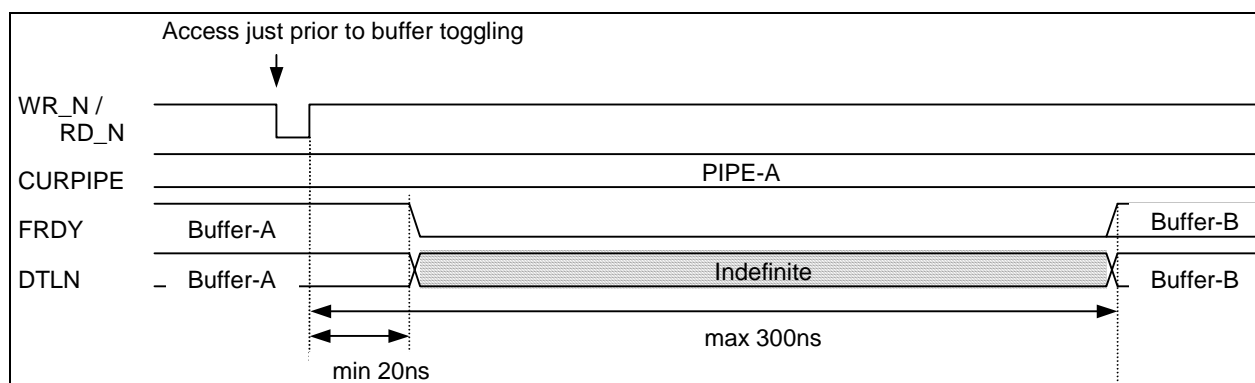 Access just prior to buffer toggling
WR_N /
RD_N
CURPIPE PIPE-A
FRDY Buffer-A Buffer-B
DTLN Buffer-A Indefinite Buffer-B
max 300ns
min 20ns